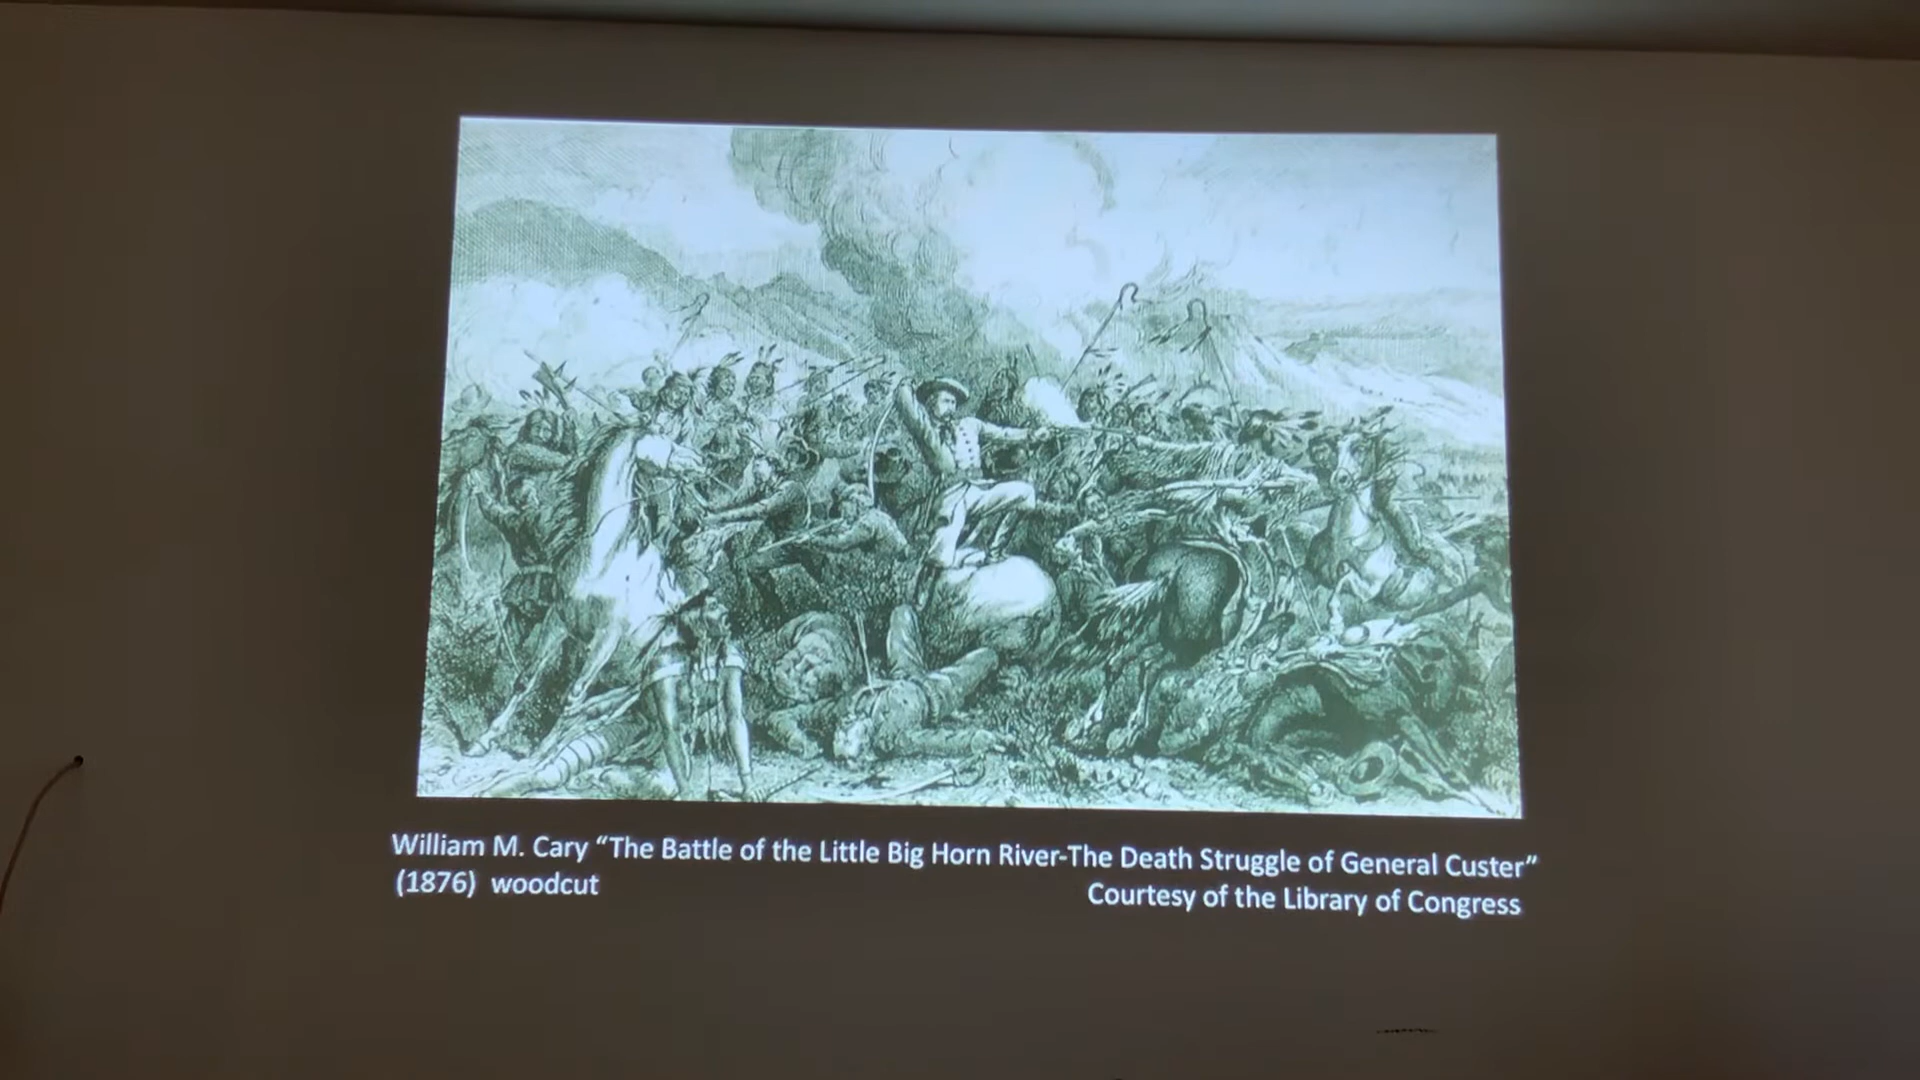 William M. Cary “The Battle of the Little Big Horn River-The Death Struggle of General Custer”
(1876) woodcut
Courtesy of the Library of Congress